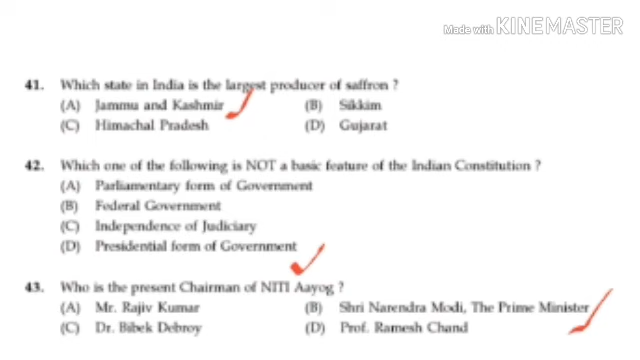 Made with KINEMASTER
41. Which state in India is the largest producer of saffron ?
(A) Jammu and Kashmir (B) Sikkim
(C) Himachal Pradesh (D) Gujarat
42. Which one of the following is NOT a basic feature of the Indian Constitution ?
(A) Parliamentary form of Government
(B) Federal Government
(C) Independence of Judiciary
(D) Presidential form of Government
43. Who is the present Chairman of NITI Aayog ?
(A) Mr. Rajiv Kumar (B) Shri Narendra Modi, The Prime Minister
(C) Dr. Bibek Debroy (D) Prof. Ramesh Chand